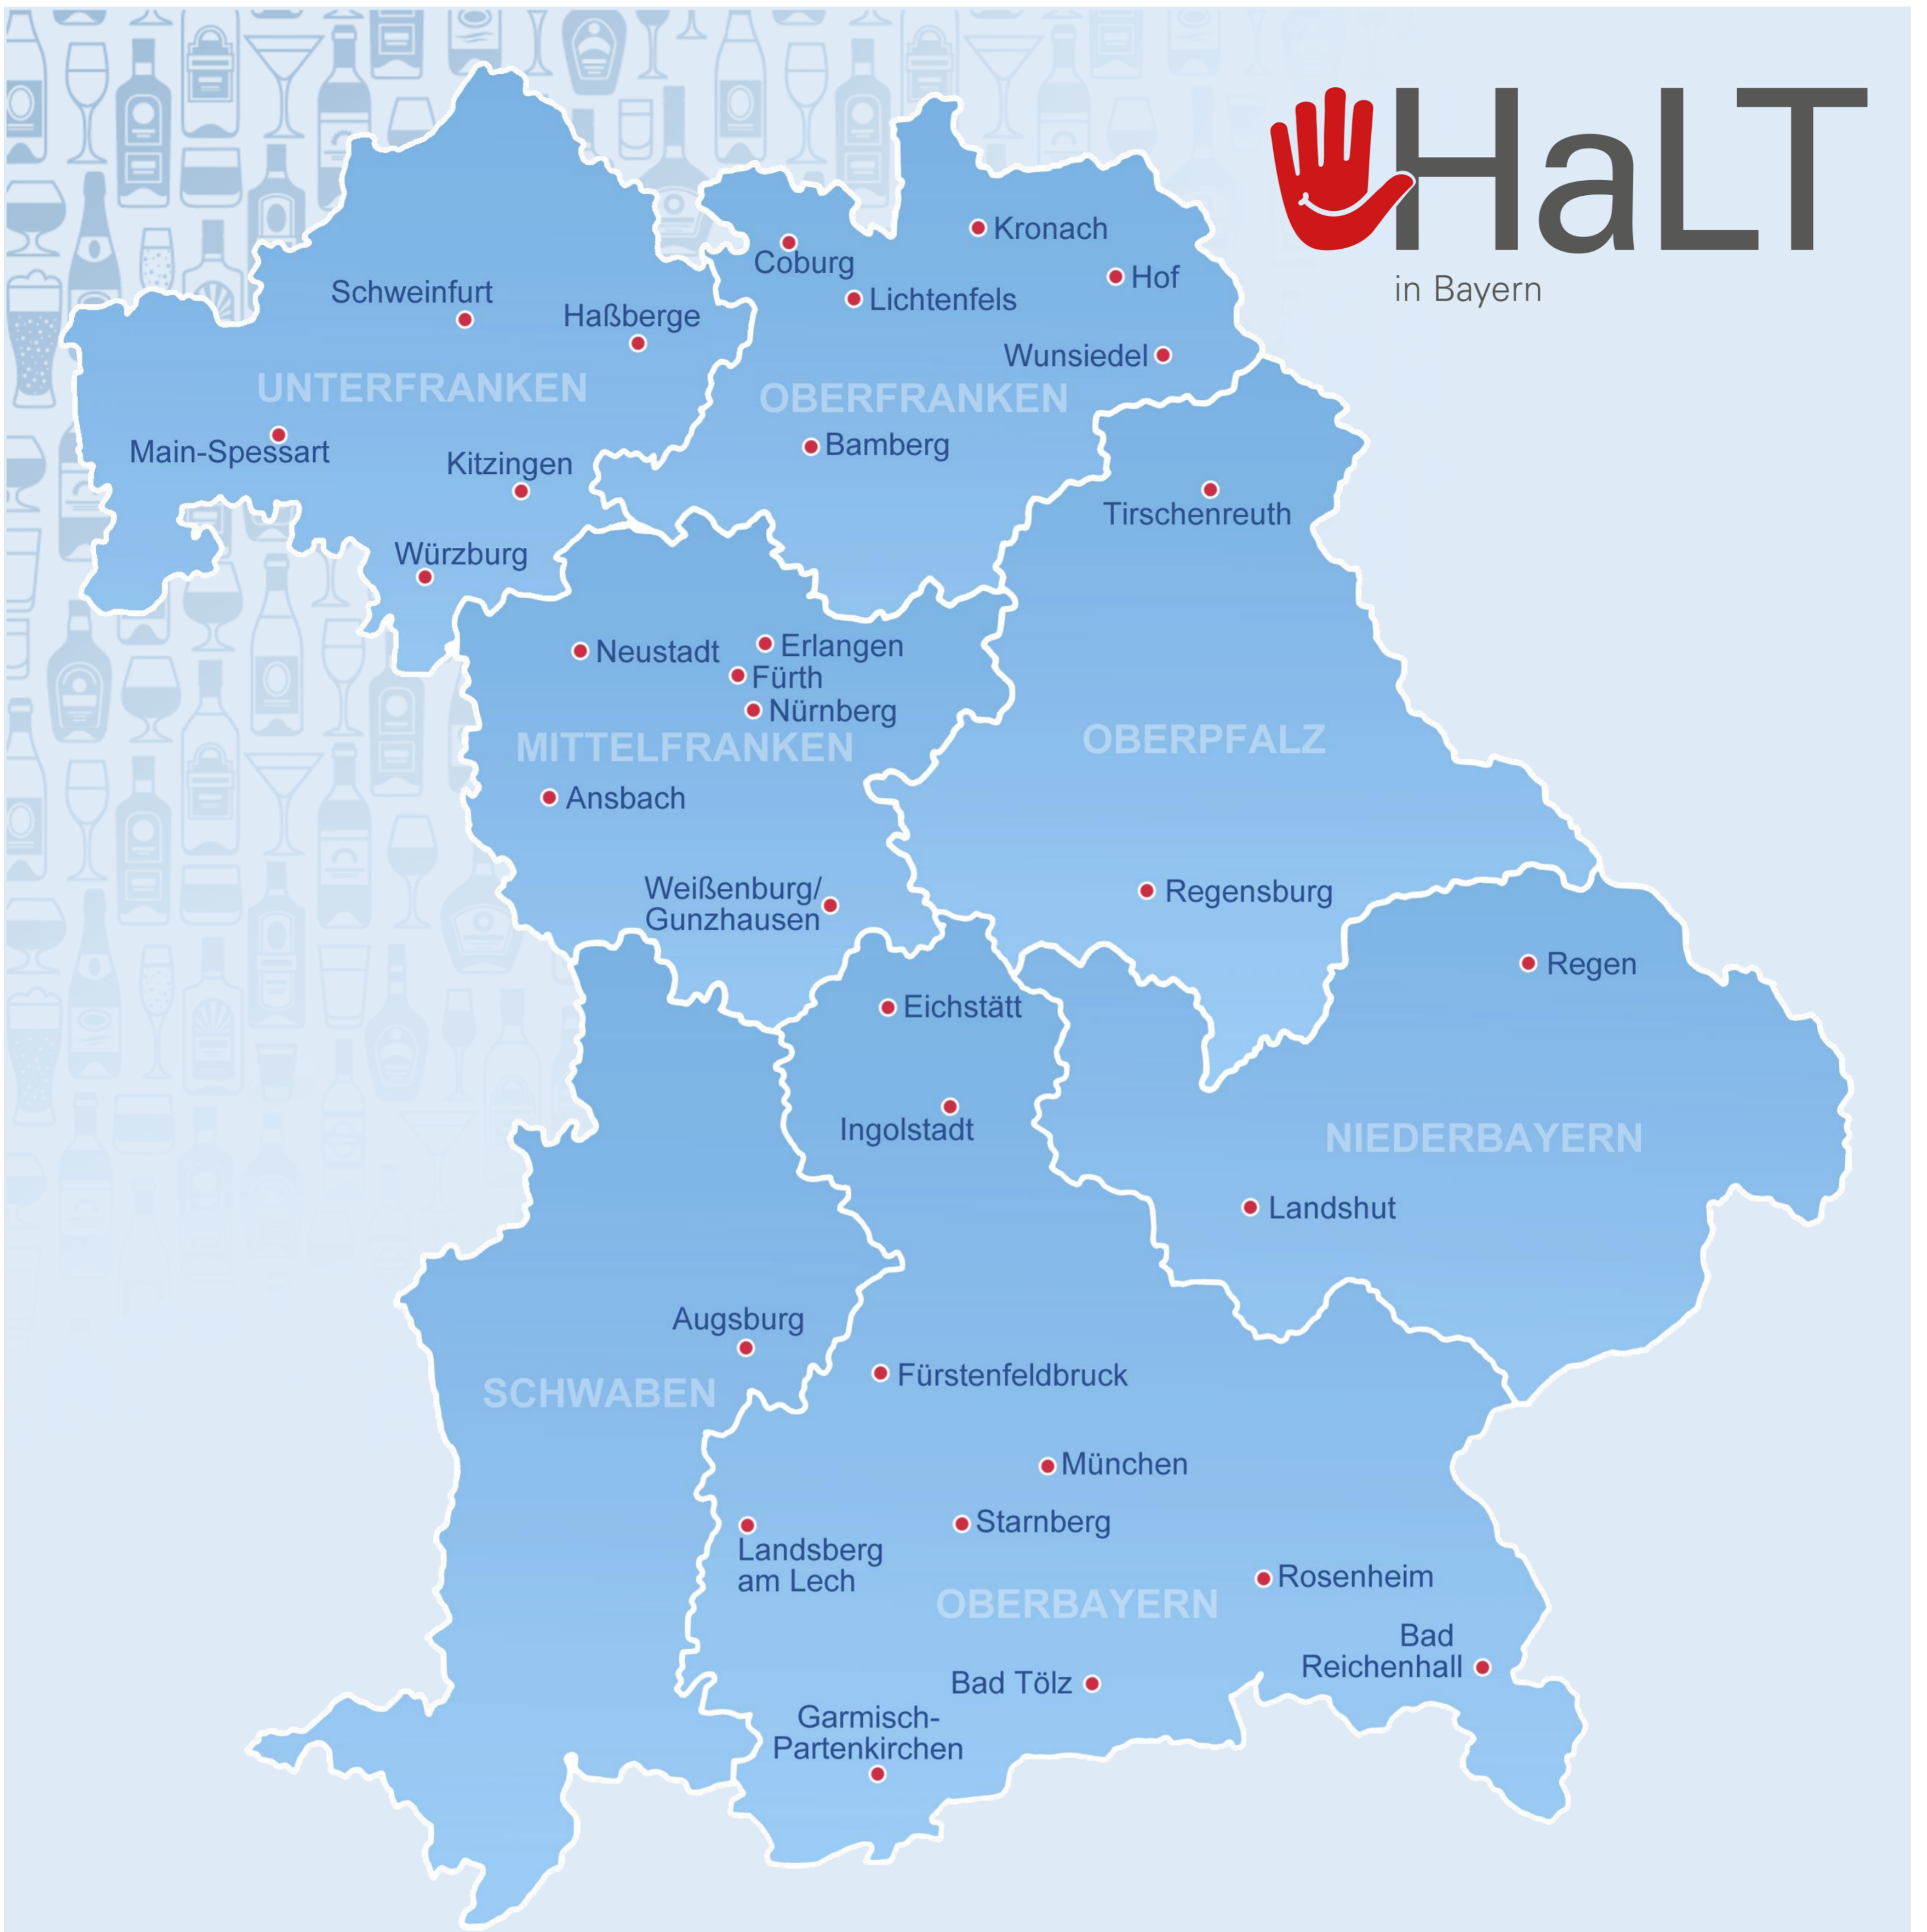 HaLT
in Bayern
Kronach
Coburg
Hof
Lichtenfels
Schweinfurt
Haßberge
Wunsiedel
UNTERFRANKEN
OBERFRANKEN
Main-Spessart
Bamberg
Kitzingen
Tirschenreuth
Würzburg
Neustadt
Erlangen
Fürth
Nürnberg
MITTELFRANKEN
OBERPFALZ
Ansbach
Weißenburg/
Gunzhausen
Regensburg
Regen
Eichstätt
Ingolstadt
NIEDERBAYERN
Landshut
Augsburg
Fürstenfeldbruck
SCHWABEN
München
Starnberg
Landsberg
am Lech
Rosenheim
OBERBAYERN
Bad
Reichenhall
Bad Tölz
Garmisch-
Partenkirchen